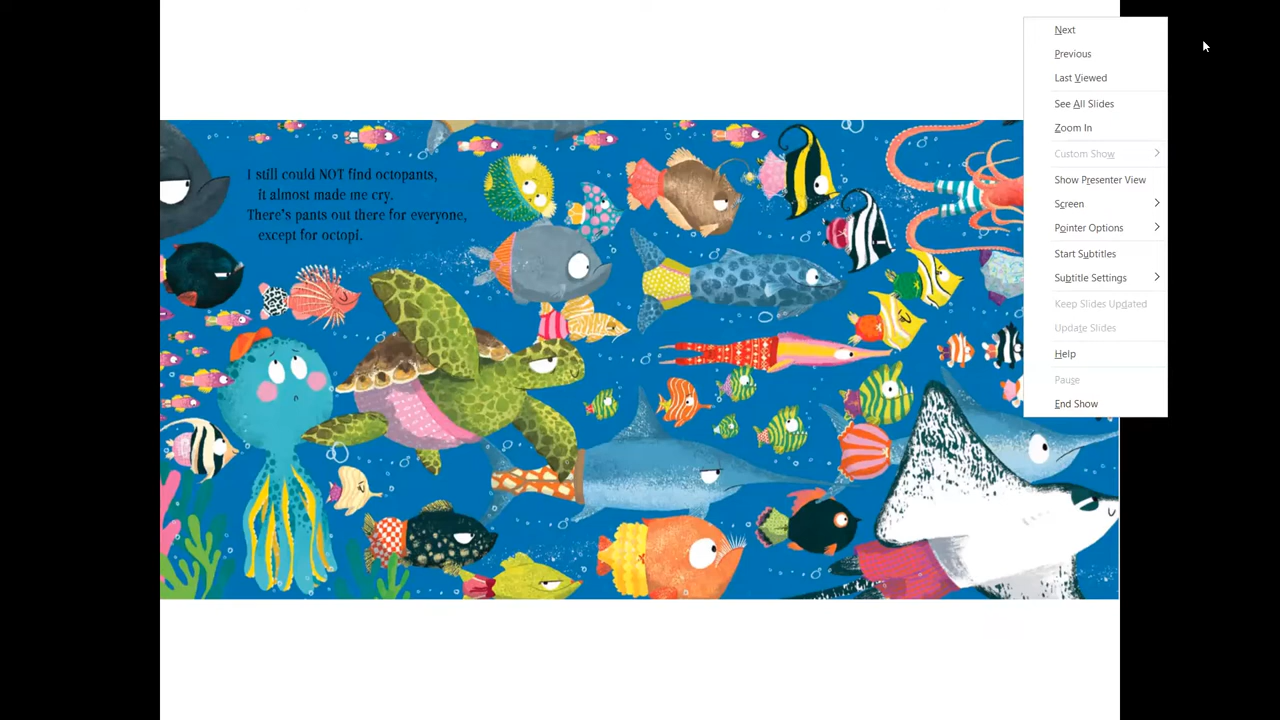 I still could NOT find octopants,
it almost made me cry.
There's pants out there for everyone,
except for octopi.
Next
Previous
Last Viewed
See All Slides
Zoom In
Custom Show
Show Presenter View
Screen
Pointer Options
Start Subtitles
Subtitle Settings
Keep Slides Updated
Update Slides
Help
Pause
End Show